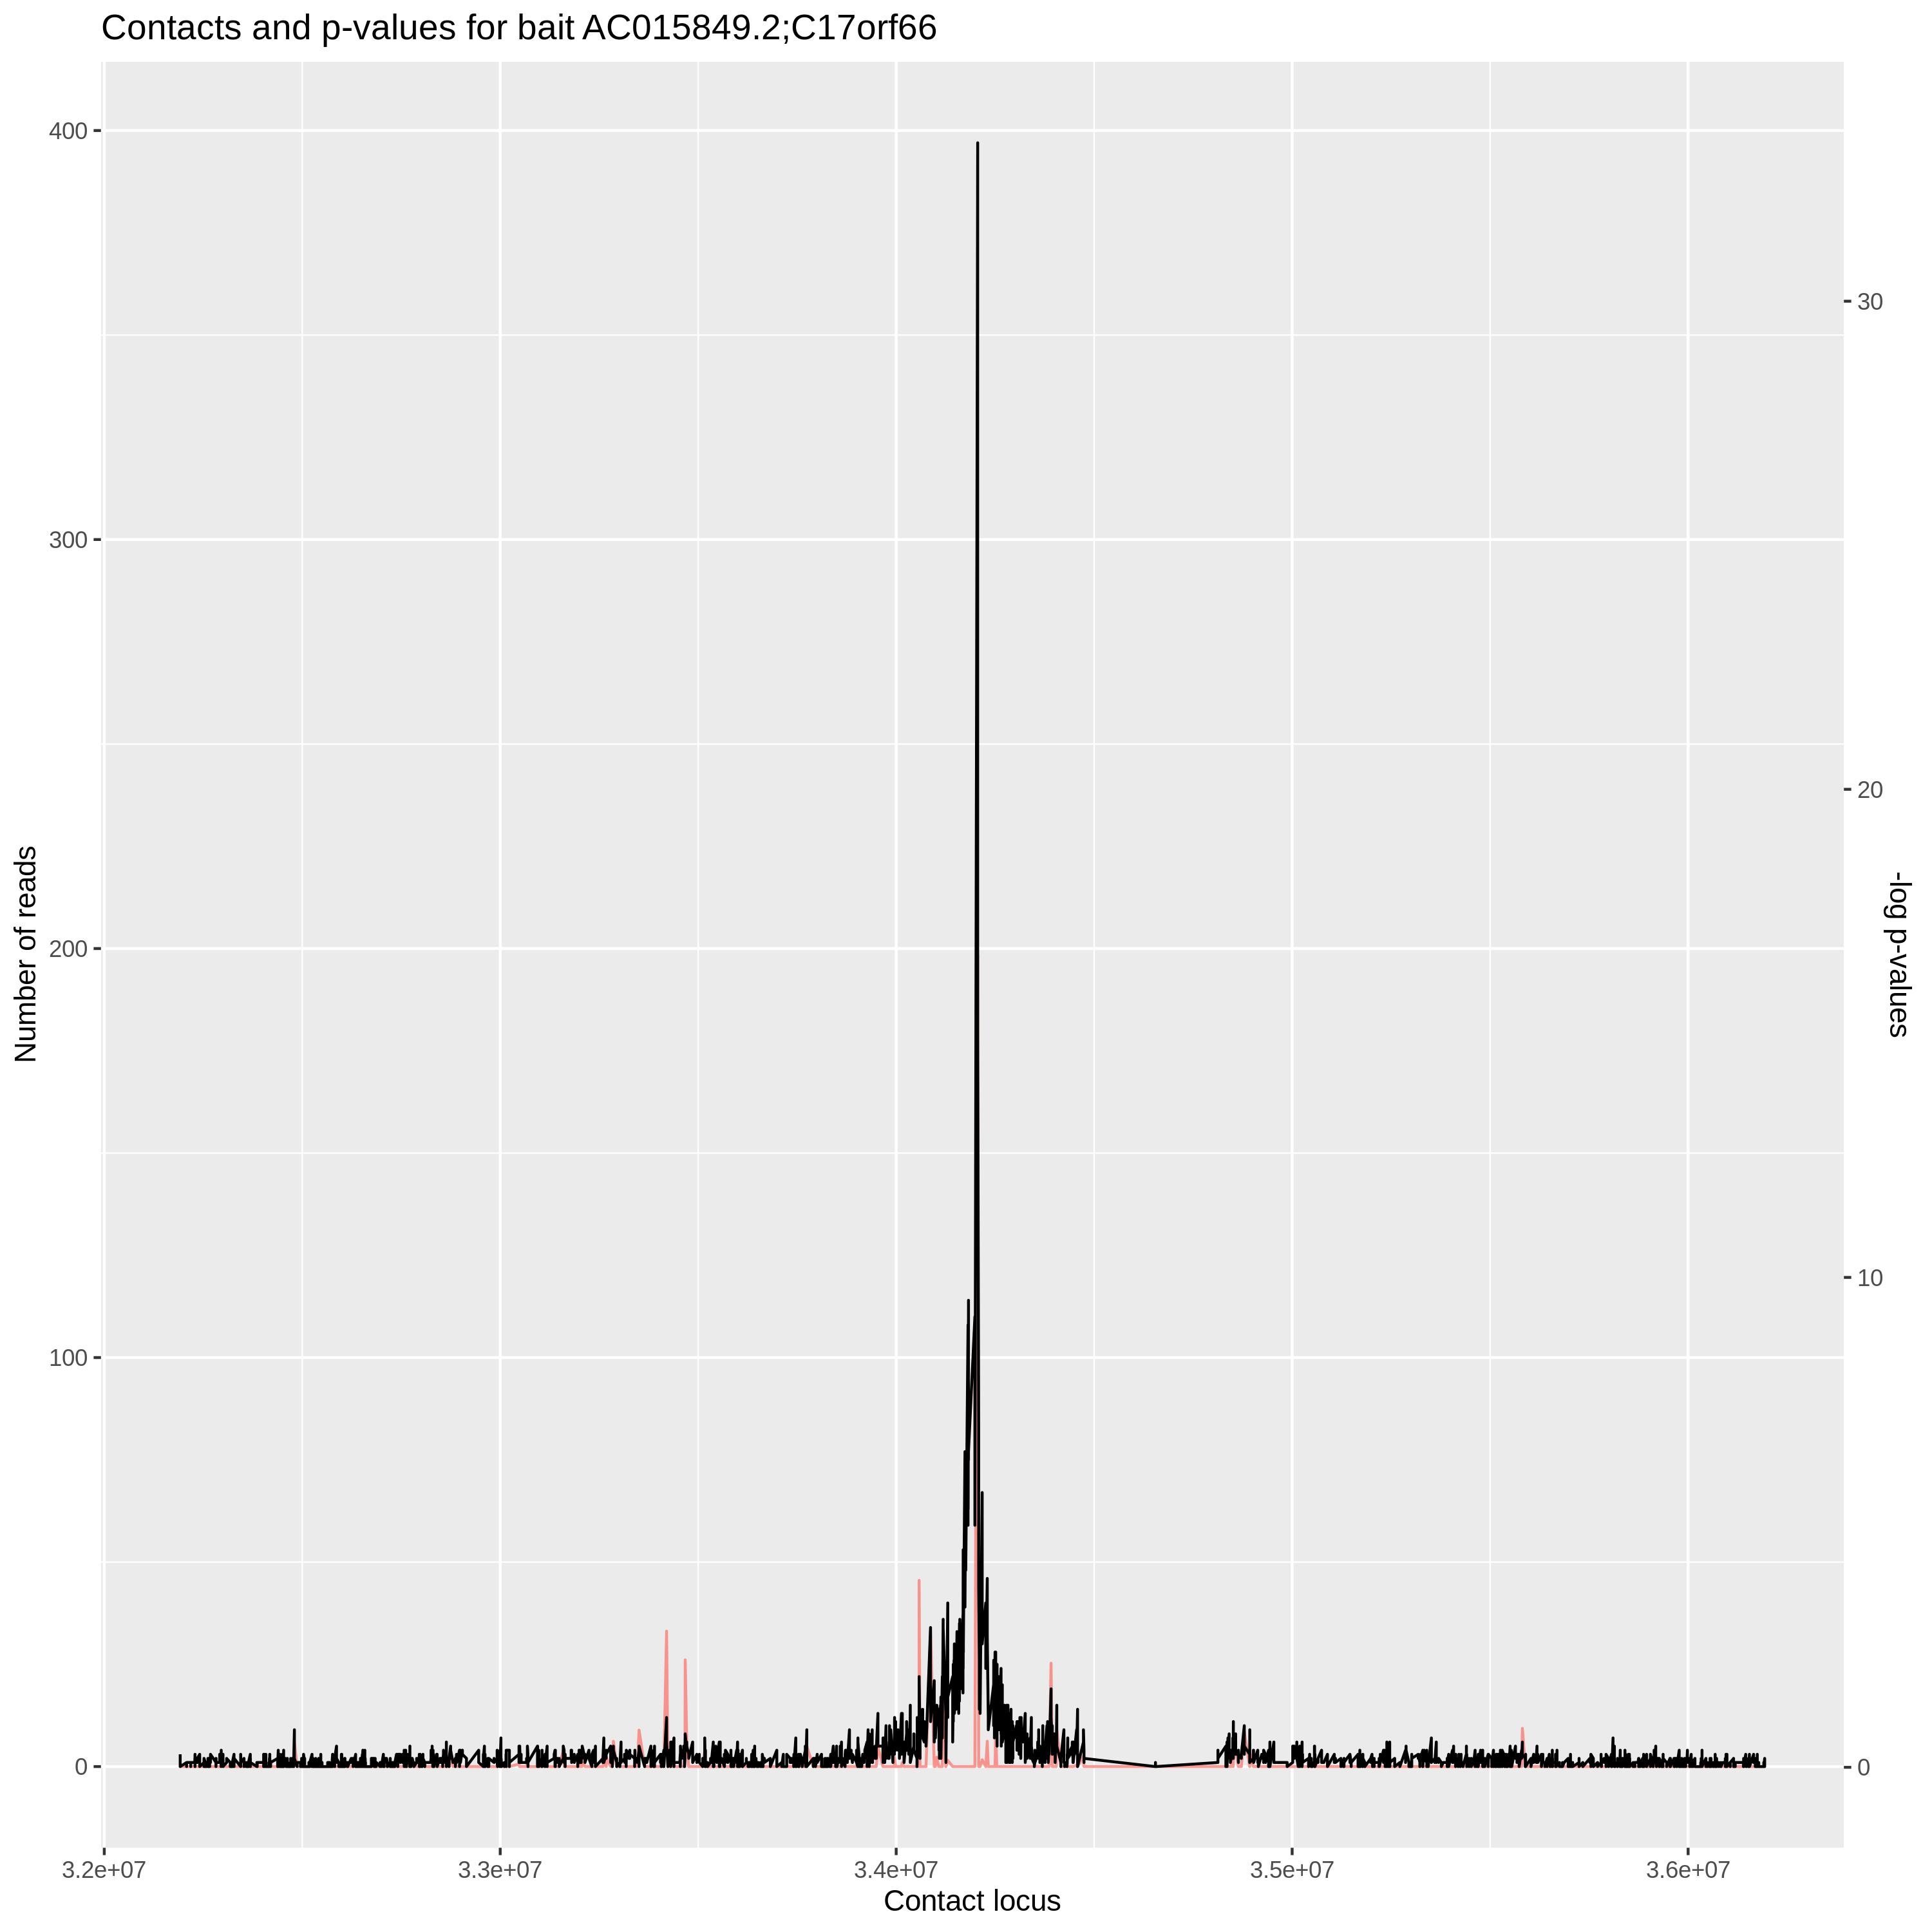 Contacts and p-values for bait AC015849.2;C17orf66
400
300
200
100
0
Number of reads
30
20
10
0
-log p-values
3.2e+07
3.3e+07
3.4e+07
3.5e+07
3.6e+07
Contact locus